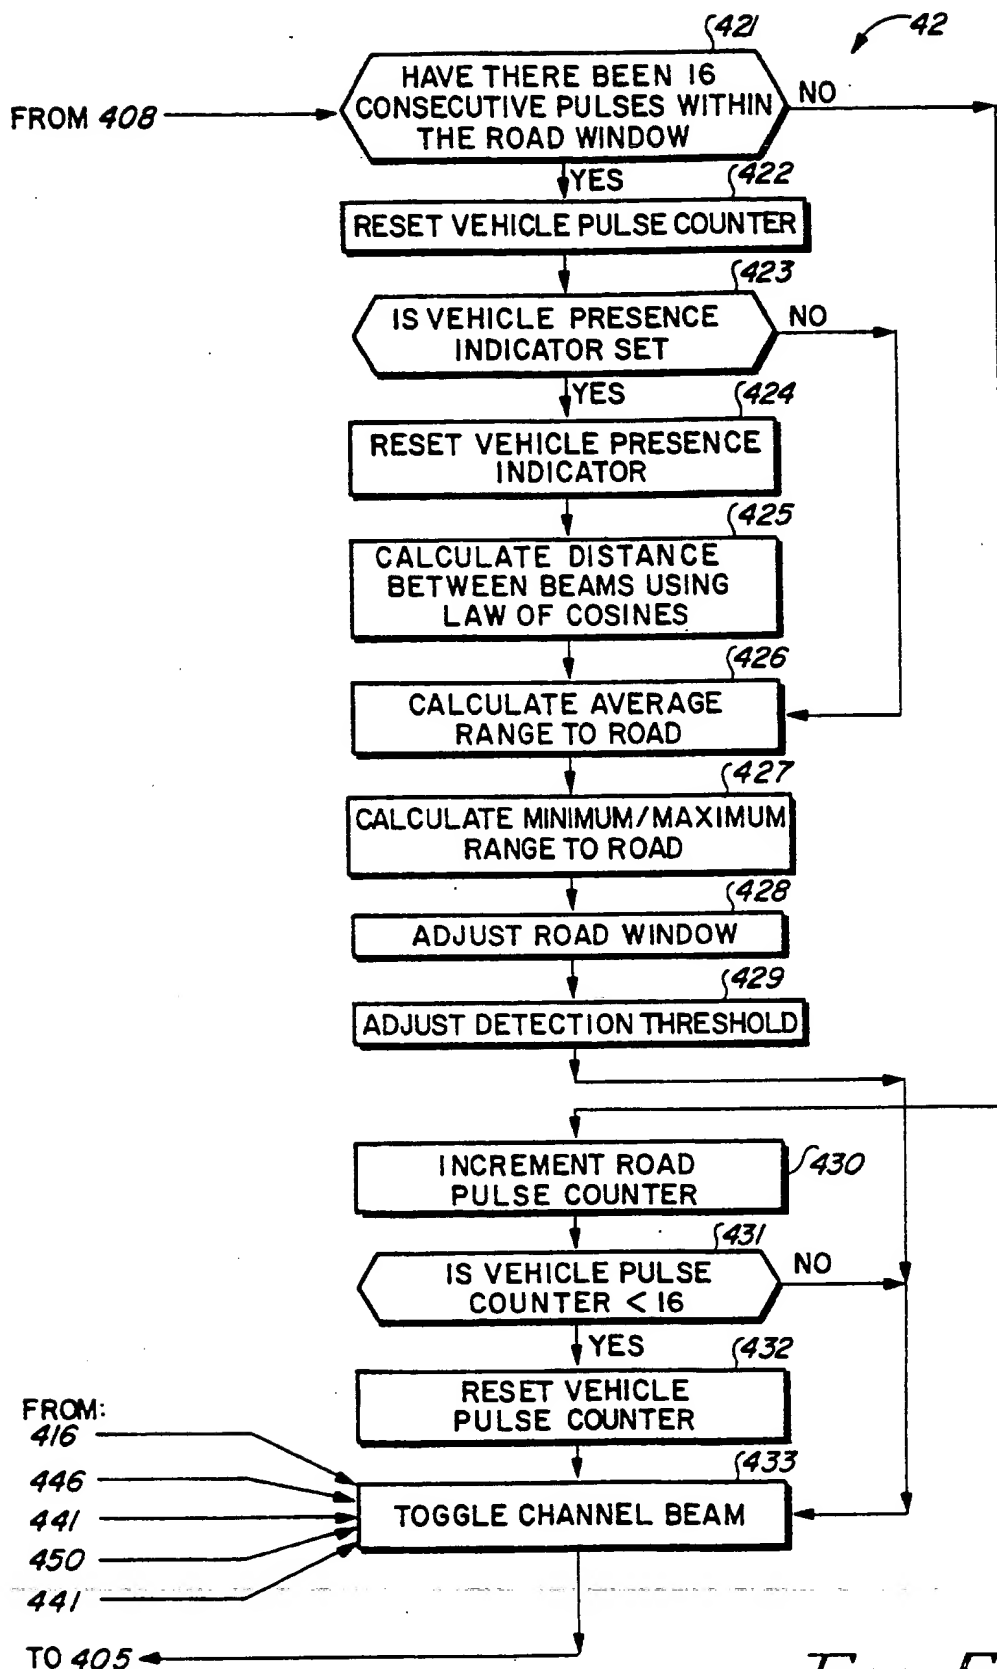 421
42
HAVE THERE BEEN 16
CONSECUTIVE PULSES WITHIN
THE ROAD WINDOW
NO
FROM 408
YES
422
RESET VEHICLE PULSE COUNTER
423
IS VEHICLE PRESENCE
INDICATOR SET
NO
YES
424
RESET VEHICLE PRESENCE
INDICATOR
425
CALCULATE DISTANCE
BETWEEN BEAMS USING
LAW OF COSINES
426
CALCULATE AVERAGE
RANGE TO ROAD
427
CALCULATE MINIMUM/MAXIMUM
RANGE TO ROAD
428
ADJUST ROAD WINDOW
429
ADJUST DETECTION THRESHOLD
INCREMENT ROAD
PULSE COUNTER
430
431
IS VEHICLE PULSE
COUNTER < 16
NO
YES
432
RESET VEHICLE
PULSE COUNTER
FROM:
416
446
441
450
441
433
TOGGLE CHANNEL BEAM
TO 405